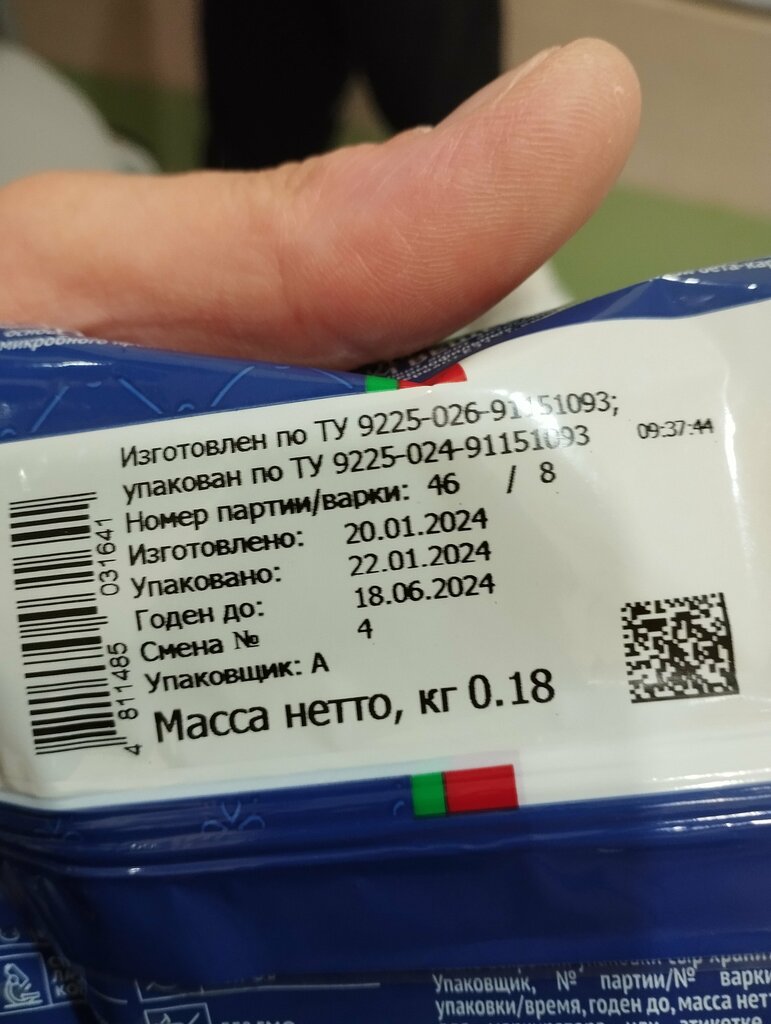 микробного
Изготовлен по ТУ 9225-026-91151093;
упакован по ТУ 9225-024-91151093
09:37:44
Номер партии/варки: 46 / 8
Изготовлено: 20.01.2024
Упаковано: 22.01.2024
Годен до: 18.06.2024
Смена № 4
Упаковщик: А
Масса нетто, кг 0.18
4 811485 031641
Упаковщик, № партии/№ варки
упаковки/время, годен до, масса нет